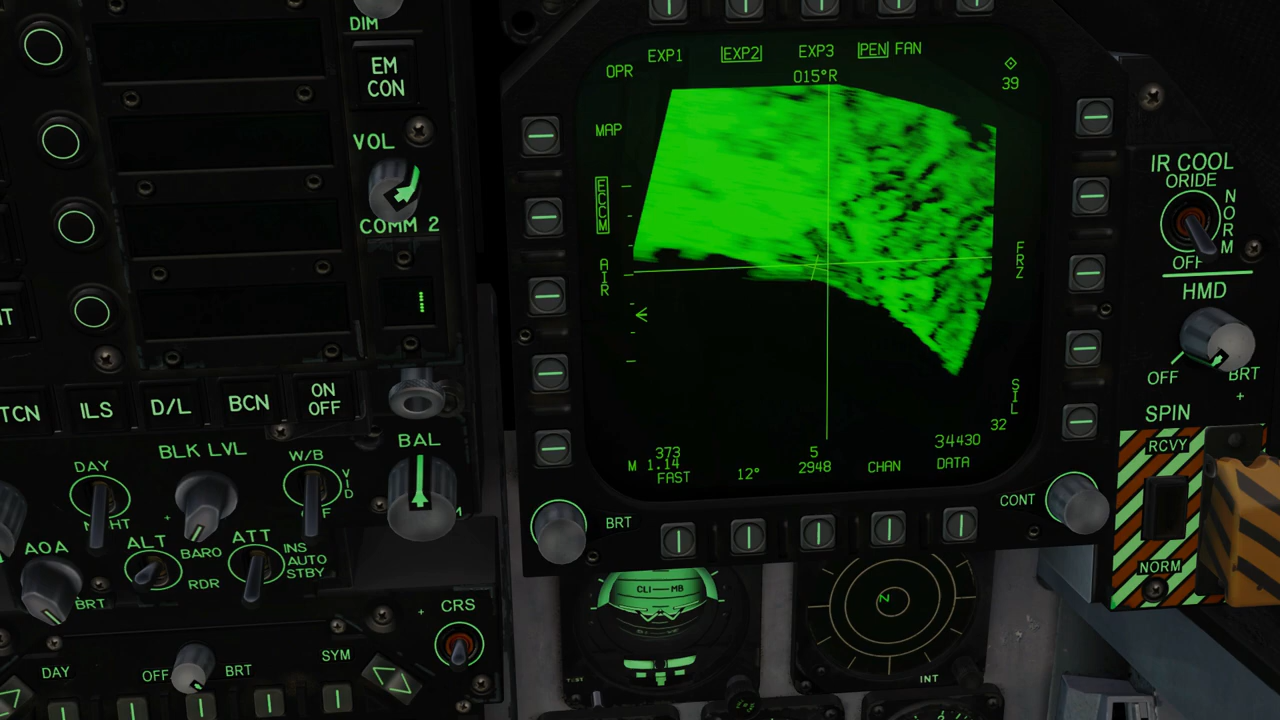 DIM
EM
CON
VOL
COMM 2
TCN
ILS
D/L
BCN
ON
OFF
BLK LVL
DAY
W/B
BAL
AOA
ALT
BARO
RDR
ATT
INS
AUTO
STBY
BRT
CRS
DAY
OFF
BRT
SYM
OPR
EXP1
EXP2
EXP3
PEN
FAN
015°R
39
MAP
ECCM
AIR
FRZ
SIL
32
373
M 1.14
FAST
12°
5
2948
CHAN
34430
DATA
BRT
CONT
CLI
MB
N
INT
IR COOL
ORIDE
NORM
OFF
HMD
OFF
BRT
SPIN
RCVY
NORM